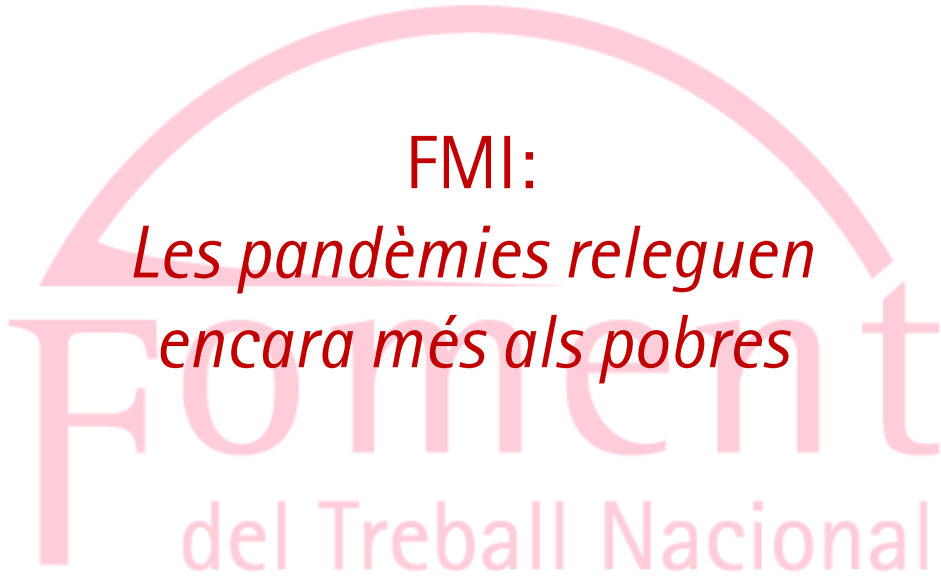 FMI:
Les pandèmies releguen
encara més als pobres
Foment
del Treball Nacional